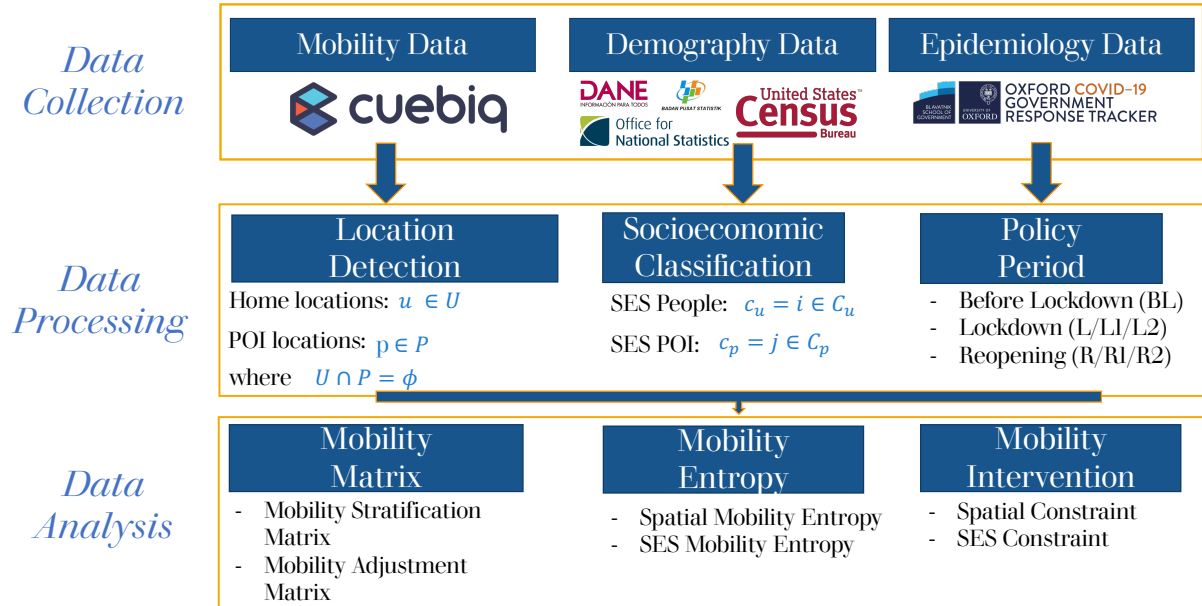 Data
Collection
Mobility Data
Demography Data
Epidemiology Data
cuebiq
DANE
INFORMACIÓN PARA TODOS
BADAN PUSAT STATISTIK
Office for
National Statistics
United States™
Census
Bureau
BLAVATNIK
SCHOOL OF
GOVERNMENT
UNIVERSITY OF
OXFORD
OXFORD COVID-19
GOVERNMENT
RESPONSE TRACKER
Data
Processing
Location
Detection
Home locations: u ∈ U
POI locations: p ∈ P
where U ∩ P = ϕ
Socioeconomic
Classification
SES People: c_u = i ∈ C_u
SES POI: c_p = j ∈ C_p
Policy
Period
- Before Lockdown (BL)
- Lockdown (L/L1/L2)
- Reopening (R/R1/R2)
Data
Analysis
Mobility
Matrix
- Mobility Stratification
Matrix
- Mobility Adjustment
Matrix
Mobility
Entropy
- Spatial Mobility Entropy
- SES Mobility Entropy
Mobility
Intervention
- Spatial Constraint
- SES Constraint